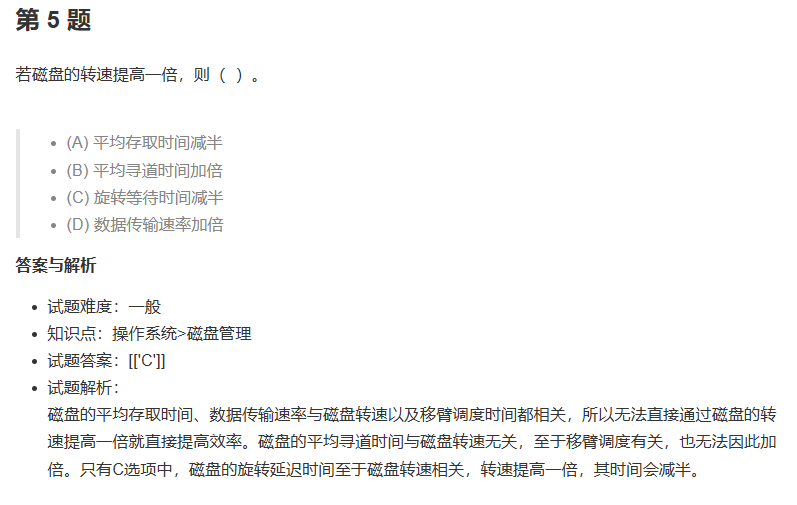 第 5 题
若磁盘的转速提高一倍，则（  ）。
(A) 平均存取时间减半
(B) 平均寻道时间加倍
(C) 旋转等待时间减半
(D) 数据传输速率加倍
答案与解析
试题难度：一般
知识点：操作系统>磁盘管理
试题答案：[['C']]
试题解析：
磁盘的平均存取时间、数据传输速率与磁盘转速以及移臂调度时间都相关，所以无法直接通过磁盘的转
速提高一倍就直接提高效率。磁盘的平均寻道时间与磁盘转速无关，至于移臂调度有关，也无法因此加
倍。只有C选项中，磁盘的旋转延迟时间至于磁盘转速相关，转速提高一倍，其时间会减半。